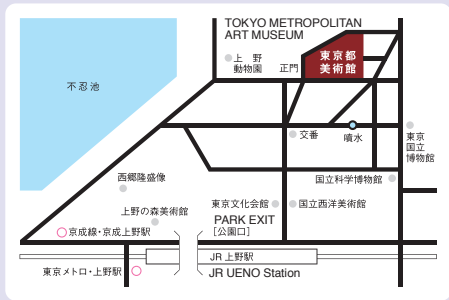 TOKYO METROPOLITAN
ART MUSEUM
上 野
動物園
正門
東京都
美術館
不忍池
交番
噴水
東京
国立
博物館
西郷隆盛像
国立科学博物館
上野の森美術館
東京文化会館
国立西洋美術館
PARK EXIT
[公園口]
京成線・京成上野駅
JR 上野駅
東京メトロ・上野駅
JR UENO Station